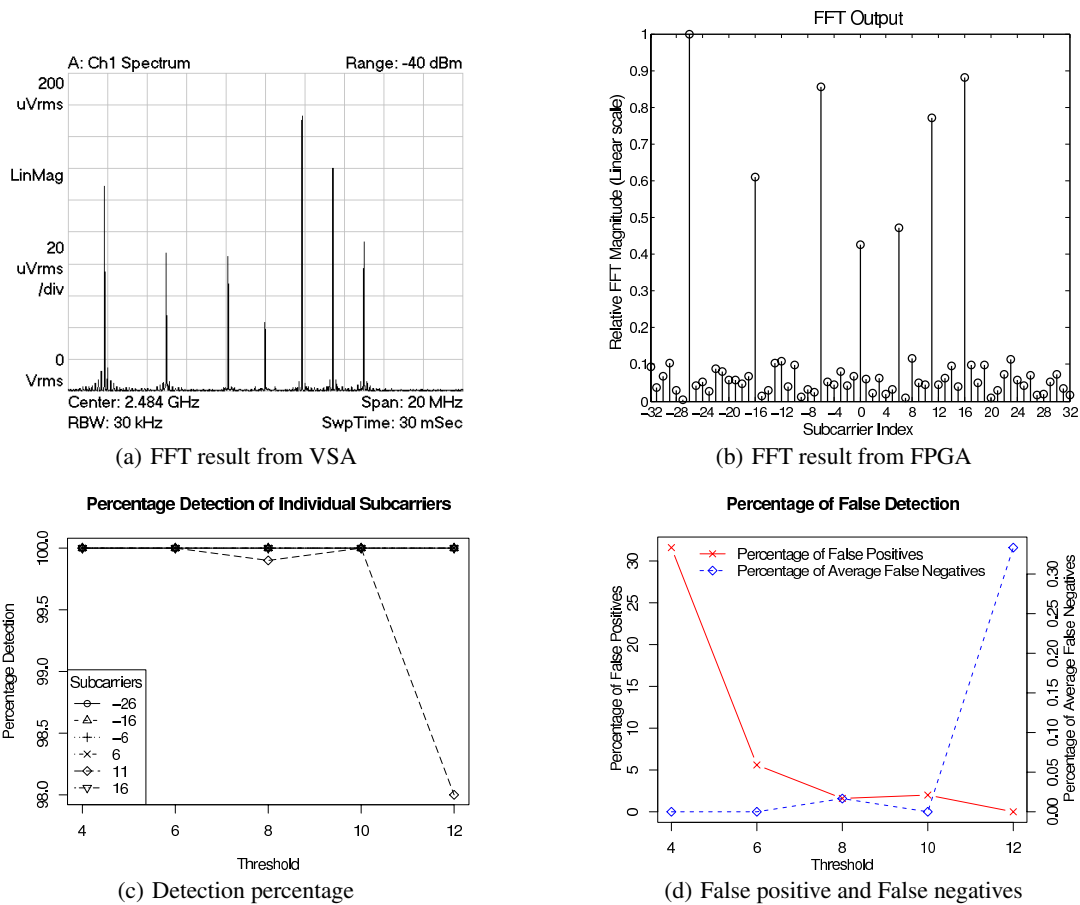 A: Ch1 Spectrum Range: -40 dBm
200
uVrms
LinMag
20
uVrms
/div
0
Vrms
Center: 2.484 GHz Span: 20 MHz
RBW: 30 kHz SwpTime: 30 mSec
(a) FFT result from VSA
FFT Output
Relative FFT Magnitude (Linear scale)
1
0.9
0.8
0.7
0.6
0.5
0.4
0.3
0.2
0.1
0
-32 -28 -24 -20 -16 -12 -8 -4 0 4 8 12 16 20 24 28 32
Subcarrier Index
(b) FFT result from FPGA
Percentage Detection of Individual Subcarriers
Percentage Detection
100.0
99.5
99.0
98.5
98.0
Subcarriers
-26
-16
-6
6
11
16
4 6 8 10 12
Threshold
(c) Detection percentage
Percentage of False Detection
Percentage of False Positives
Percentage of Average False Negatives
Percentage of False Positives
30
25
20
15
10
5
0
0.30
0.25
0.20
0.15
0.10
0.05
0.00
Percentage of Average False Negatives
4 6 8 10 12
Threshold
(d) False positive and False negatives